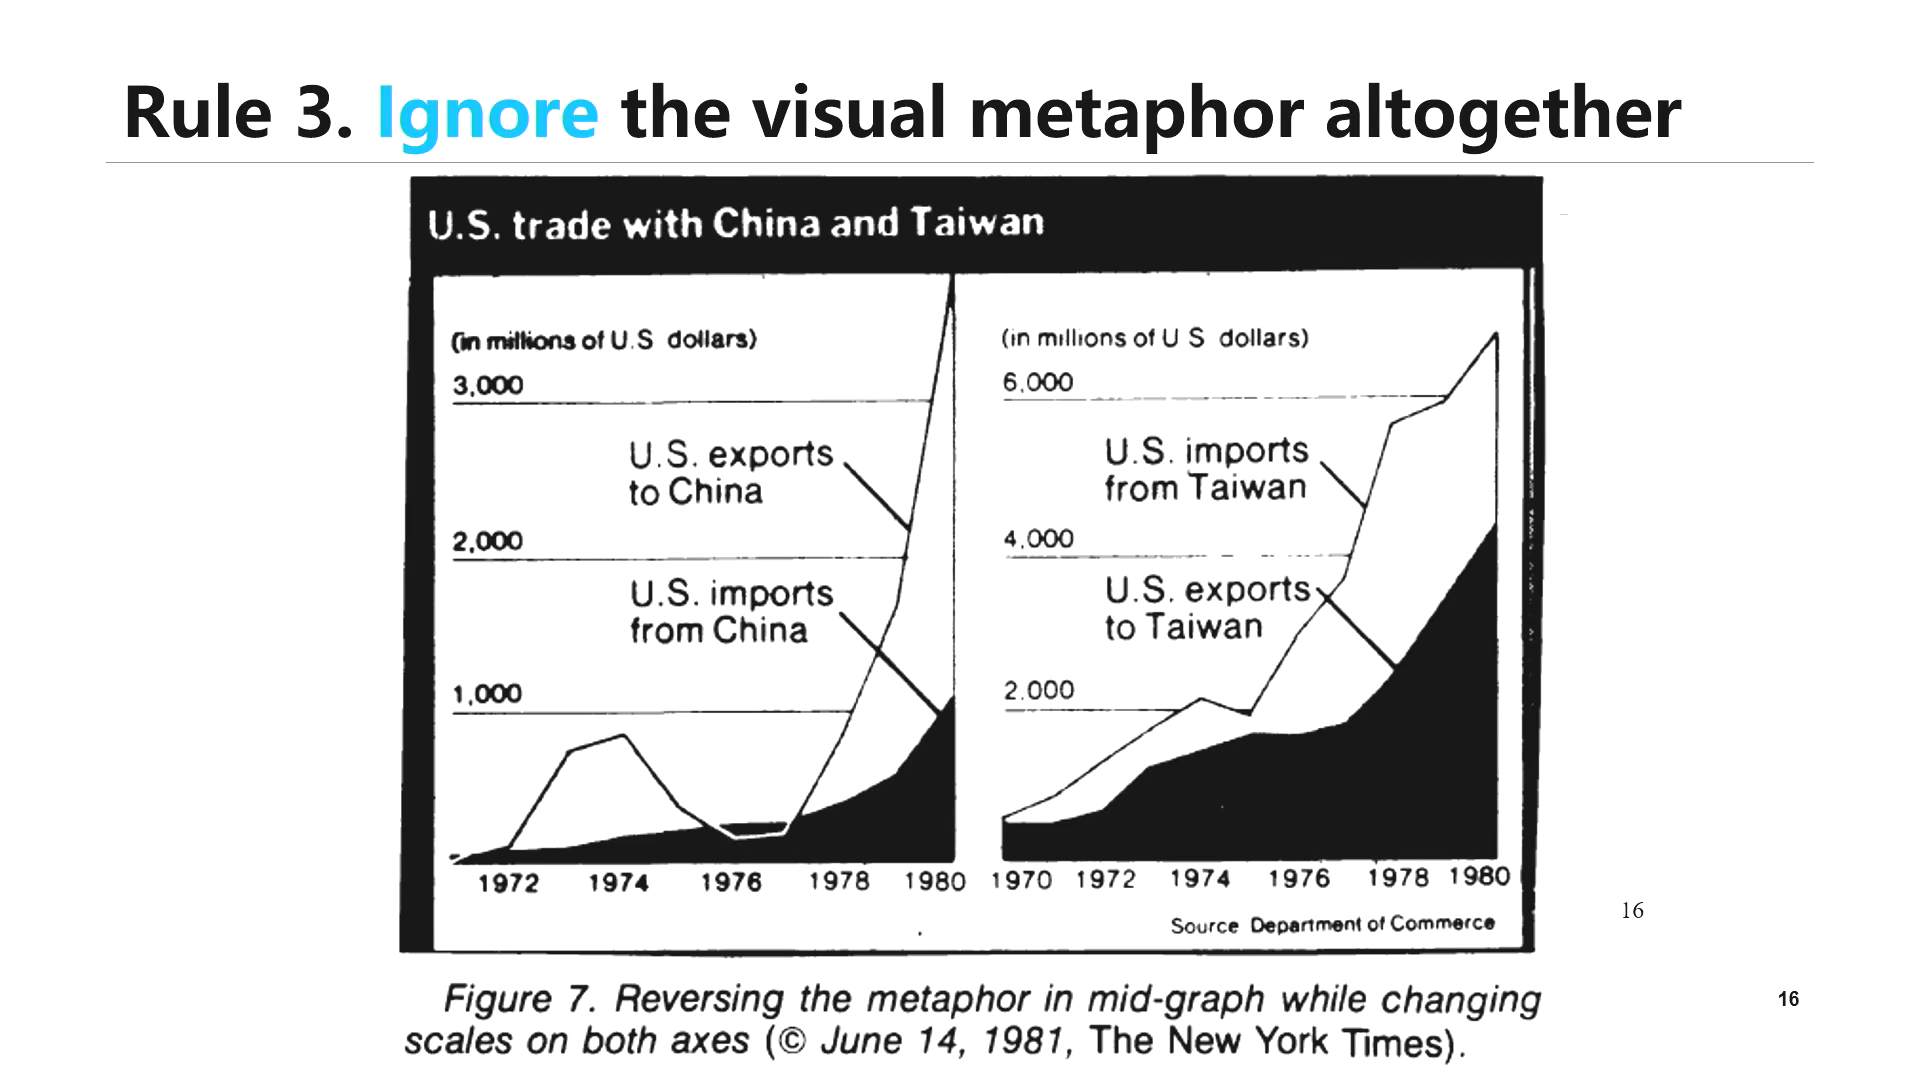 Rule 3. Ignore the visual metaphor altogether
U.S. trade with China and Taiwan
(in millions of U.S dollars)
3,000
U.S. exports
to China
2,000
U.S. imports
from China
1,000
1972 1974 1976 1978 1980
(in millions of U S dollars)
6,000
U.S. imports
from Taiwan
4,000
U.S. exports
to Taiwan
2.000
1970 1972 1974 1976 1978 1980
Source Department of Commerce
16
Figure 7. Reversing the metaphor in mid-graph while changing
scales on both axes (© June 14, 1981, The New York Times).
16